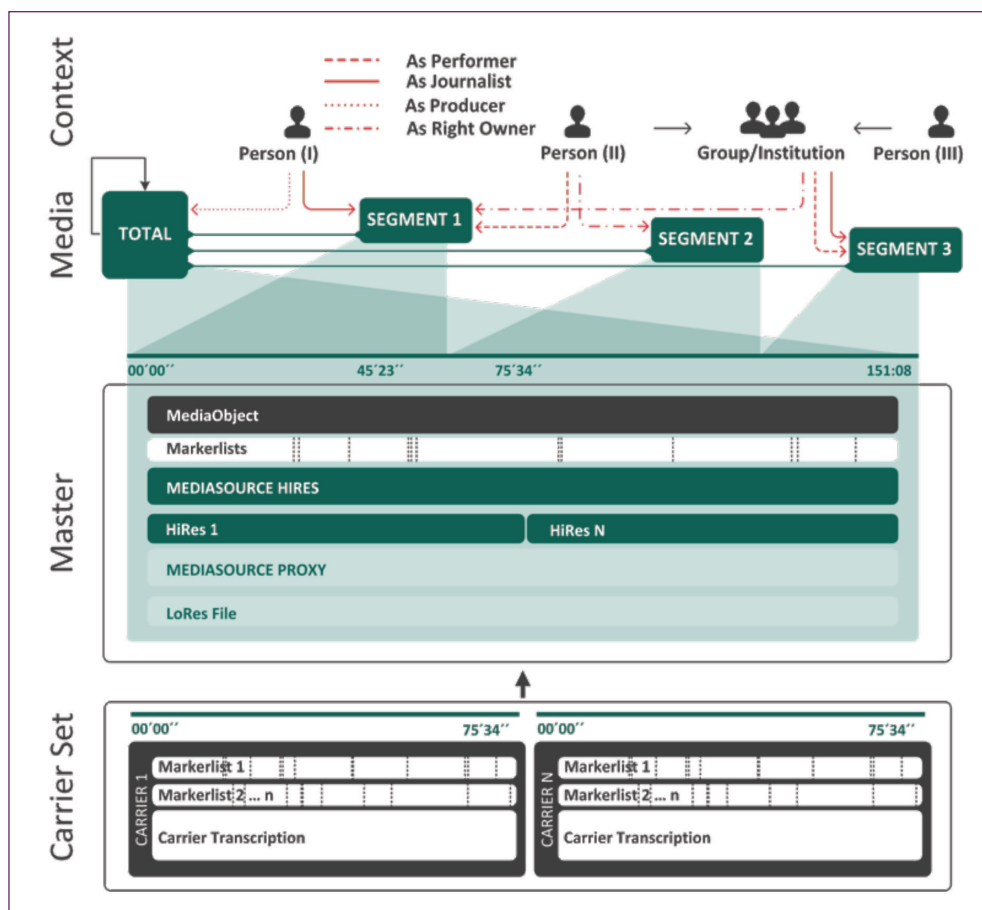 Context
As Performer
As Journalist
As Producer
As Right Owner
Person (I)
Person (II)
Group/Institution
Person (III)
Media
TOTAL
SEGMENT 1
SEGMENT 2
SEGMENT 3
00´00´´
45´23´´
75´34´´
151:08
Master
MediaObject
Markerlists
MEDIASOURCE HIRES
HiRes 1
HiRes N
MEDIASOURCE PROXY
LoRes File
Carrier Set
00´00´´
75´34´´
00´00´´
75´34´´
CARRIER 1
Markerlist 1
Markerlist 2 ... n
Carrier Transcription
CARRIER N
Markerlist 1
Markerlist 2 ... n
Carrier Transcription